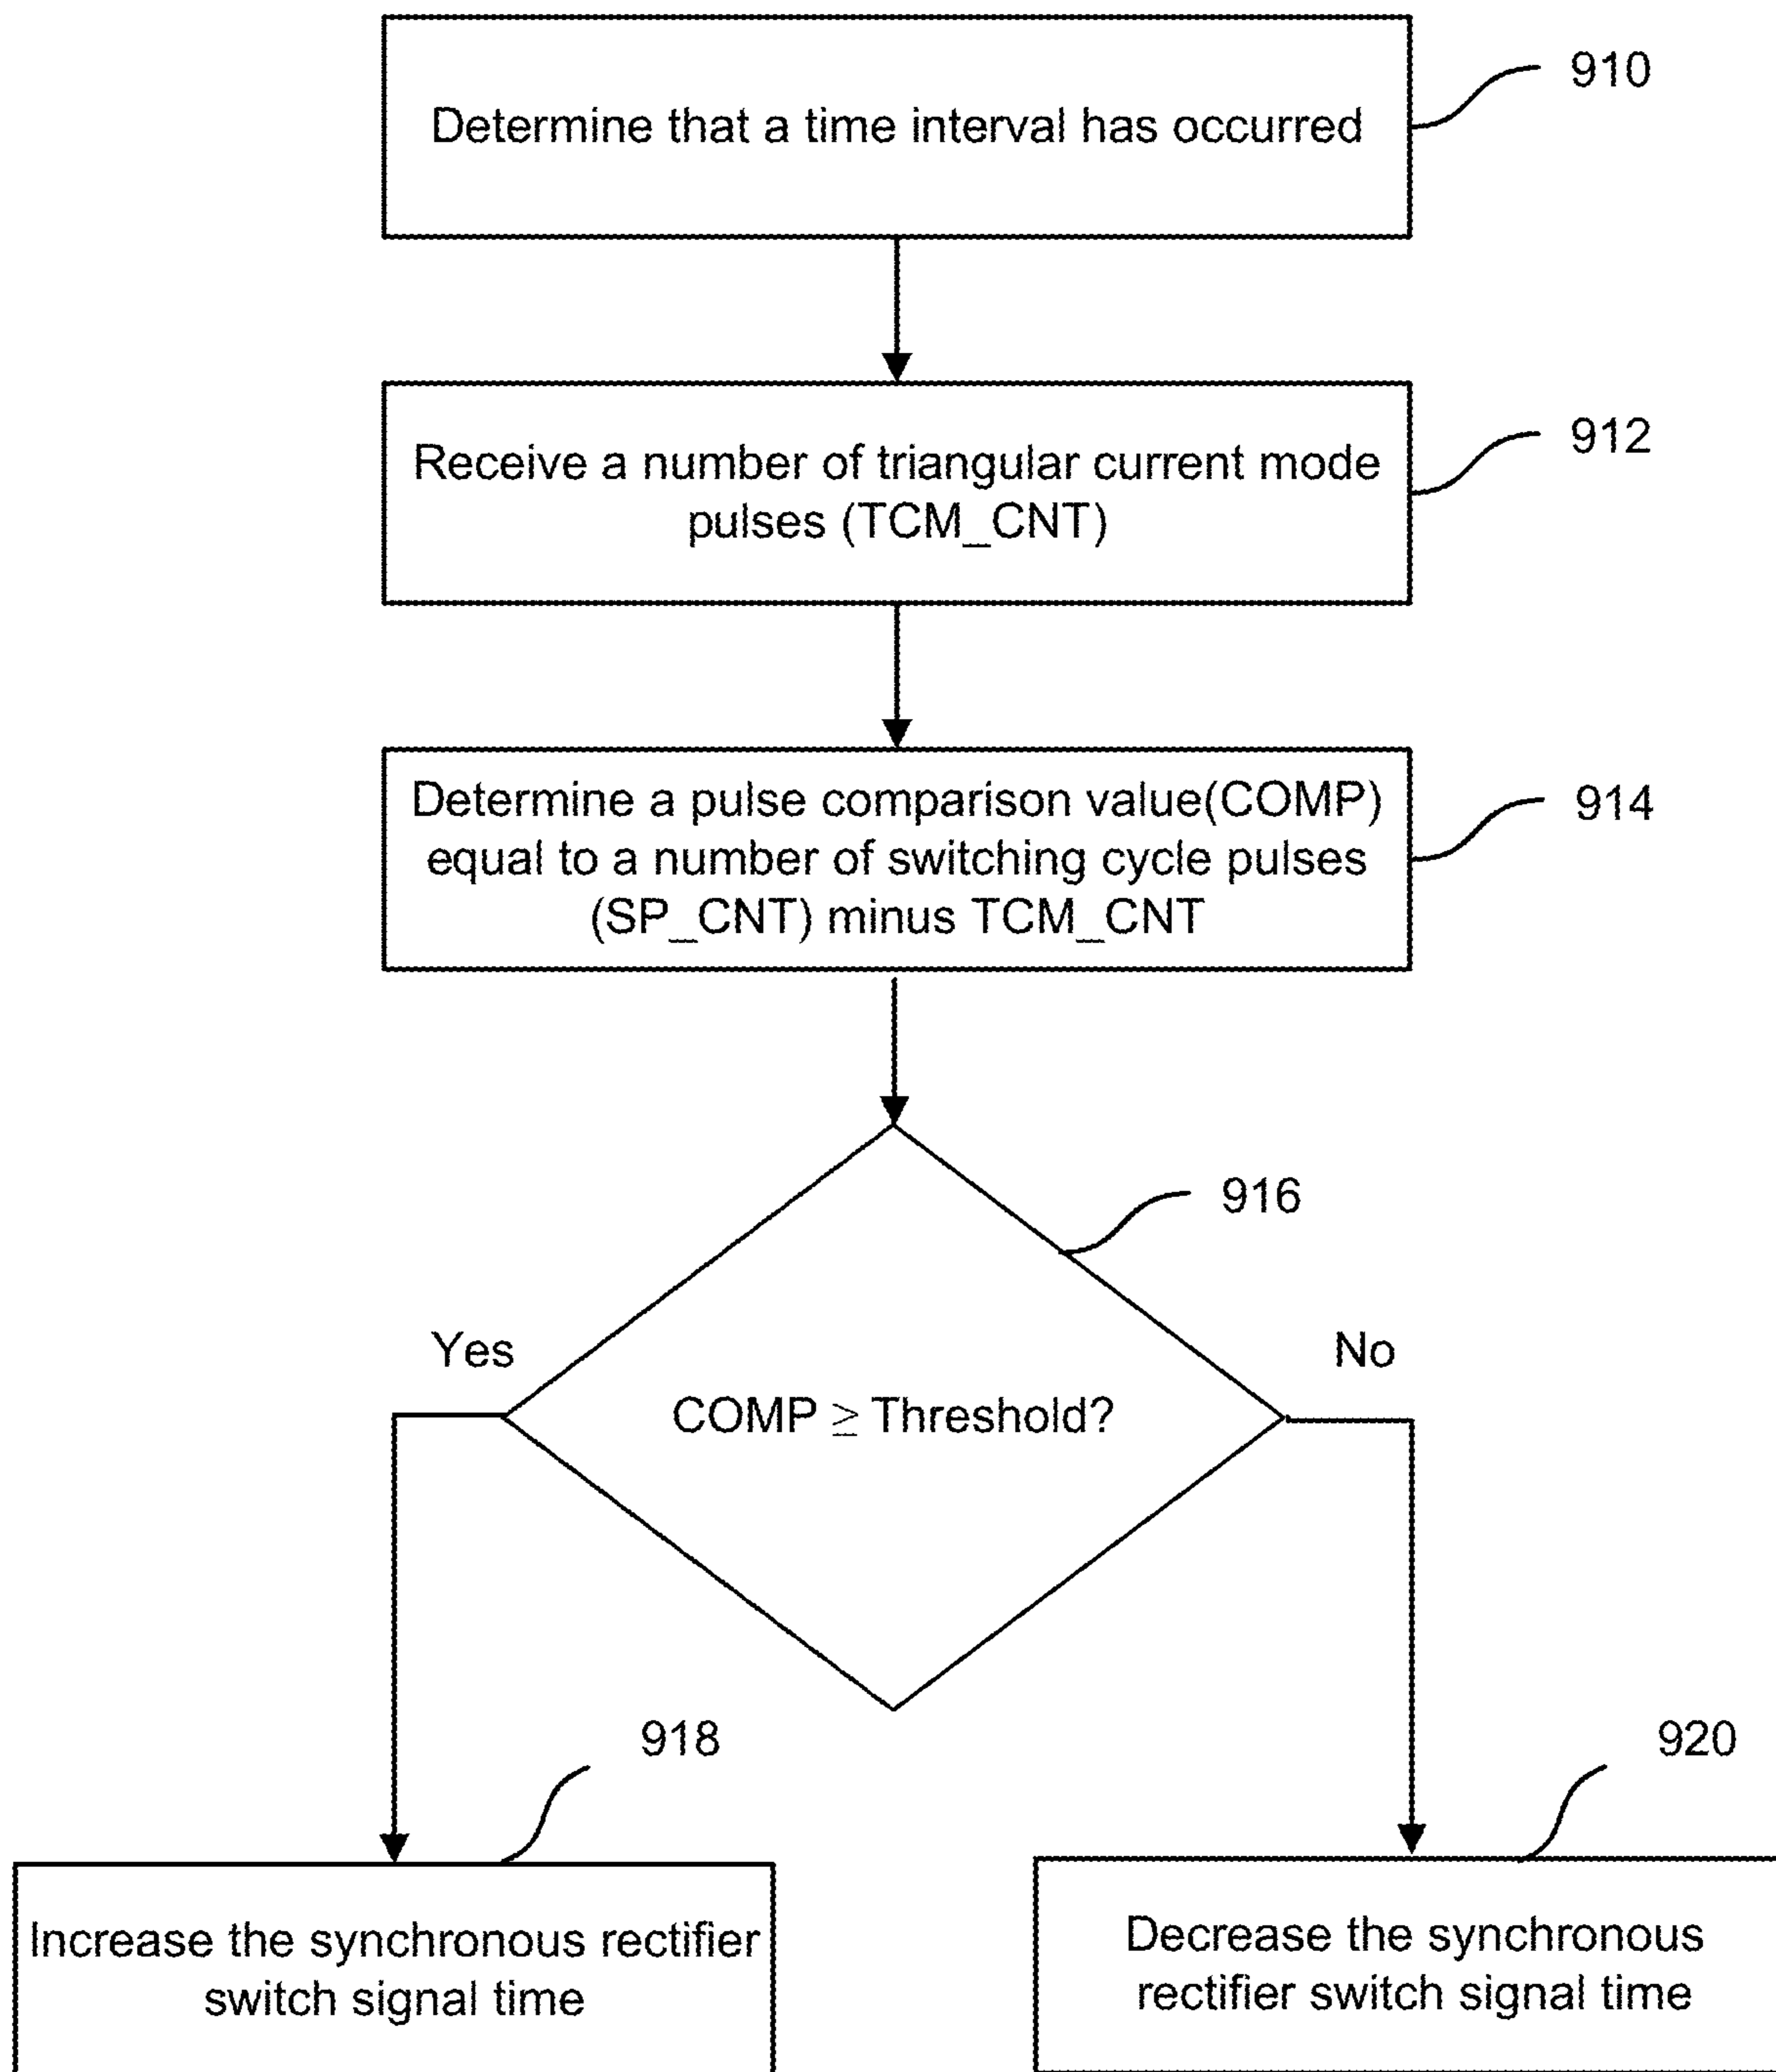 Determine that a time interval has occurred
910
Receive a number of triangular current mode
pulses (TCM_CNT)
912
Determine a pulse comparison value(COMP)
equal to a number of switching cycle pulses
(SP_CNT) minus TCM_CNT
914
916
Yes
No
COMP ≥ Threshold?
918
920
Increase the synchronous rectifier
switch signal time
Decrease the synchronous
rectifier switch signal time